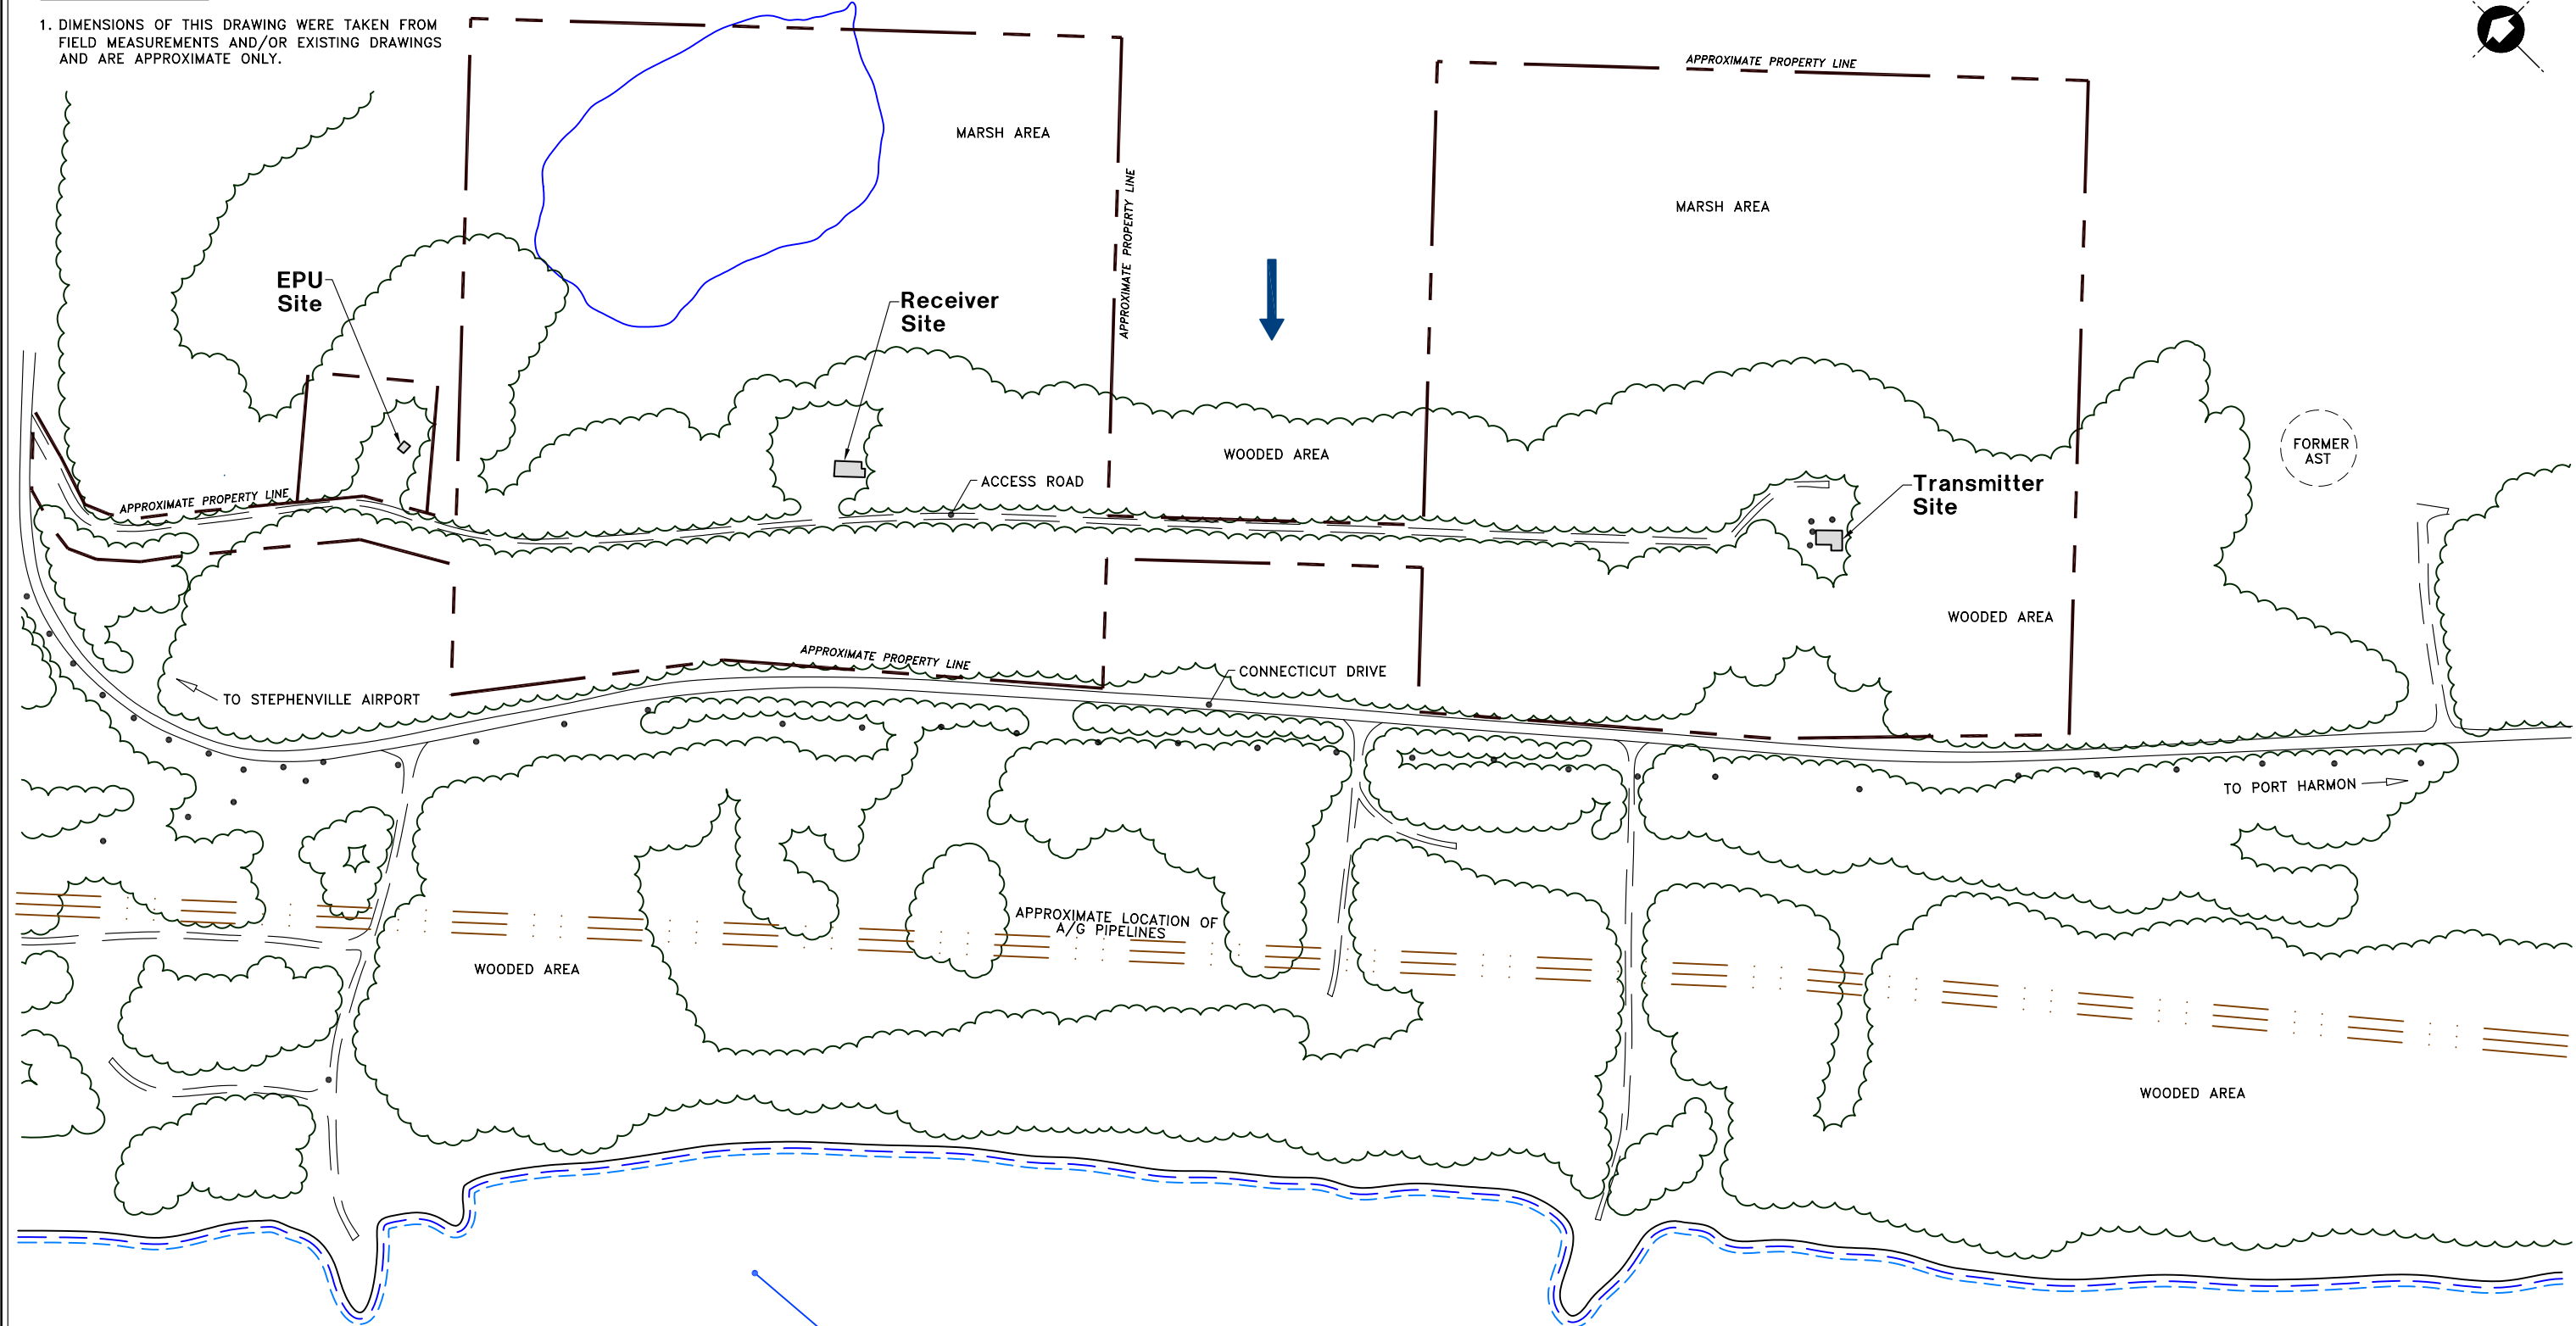 1. DIMENSIONS OF THIS DRAWING WERE TAKEN FROM
FIELD MEASUREMENTS AND/OR EXISTING DRAWINGS
AND ARE APPROXIMATE ONLY.
APPROXIMATE PROPERTY LINE
MARSH AREA
MARSH AREA
APPROXIMATE PROPERTY LINE
EPU
Site
Receiver
Site
WOODED AREA
FORMER
AST
ACCESS ROAD
Transmitter
Site
APPROXIMATE PROPERTY LINE
WOODED AREA
APPROXIMATE PROPERTY LINE
CONNECTICUT DRIVE
TO STEPHENVILLE AIRPORT
TO PORT HARMON
APPROXIMATE LOCATION OF
A/G PIPELINES
WOODED AREA
WOODED AREA